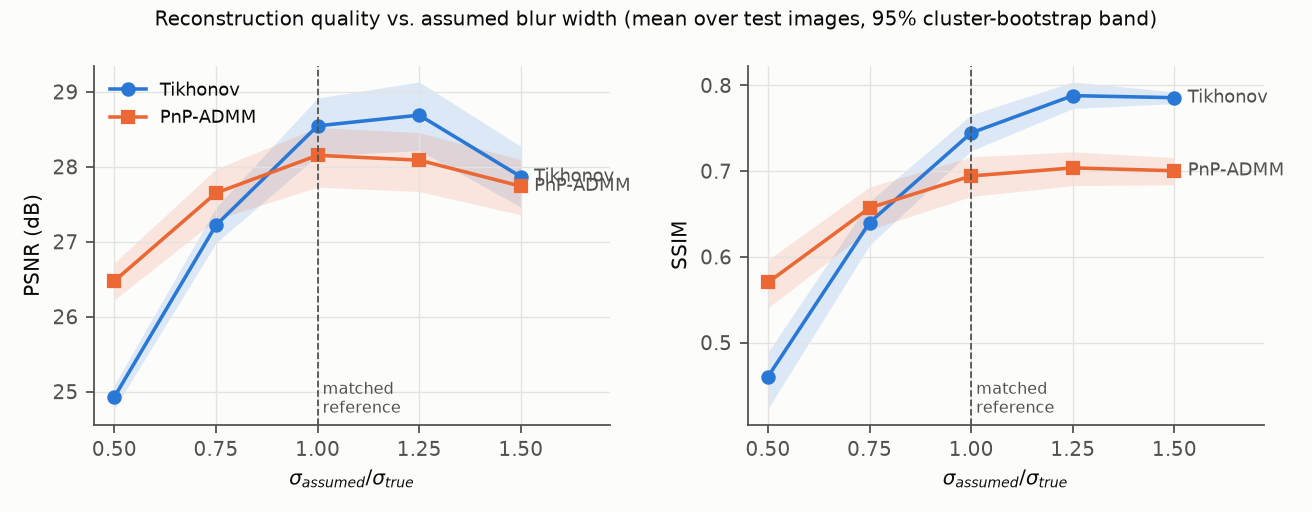 Reconstruction quality vs. assumed blur width (mean over test images, 95% cluster-bootstrap band)
PSNR (dB)
29
28
27
26
25
Tikhonov
PnP-ADMM
Tikhonov
PnP-ADMM
matched
reference
0.50 0.75 1.00 1.25 1.50
σassumed/σtrue
SSIM
0.8
0.7
0.6
0.5
Tikhonov
PnP-ADMM
matched
reference
0.50 0.75 1.00 1.25 1.50
σassumed/σtrue